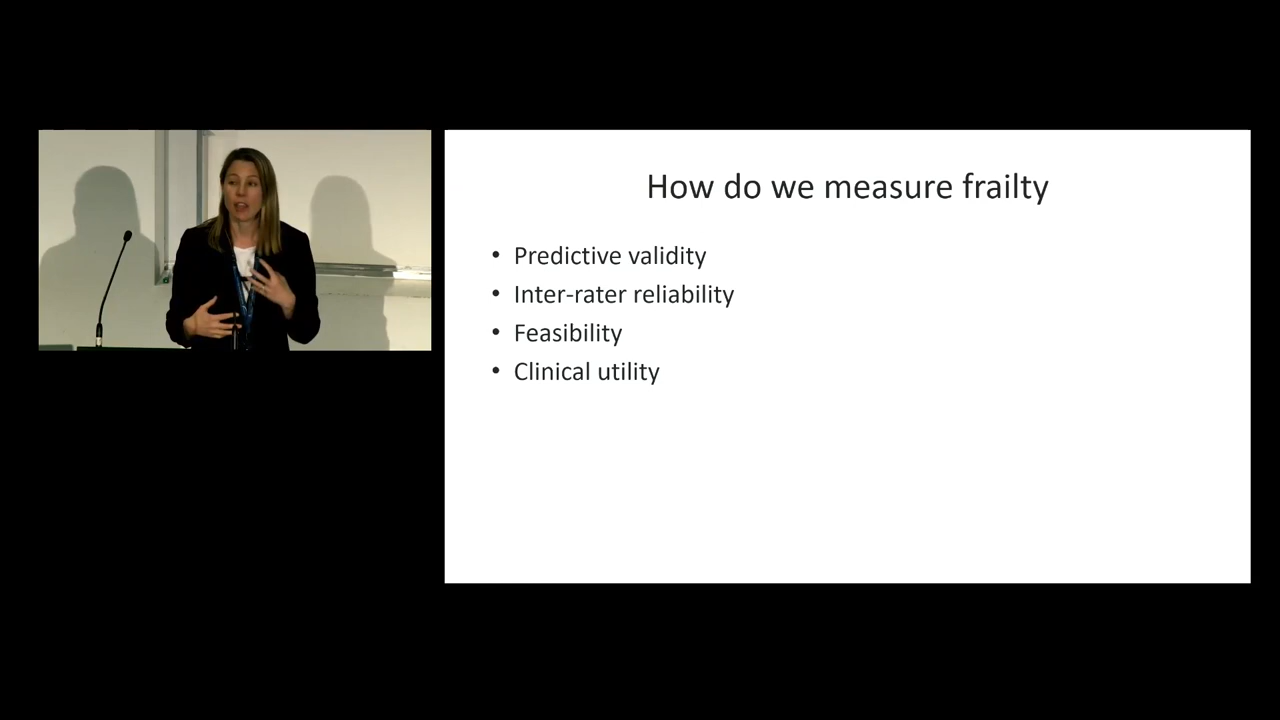 How do we measure frailty
• Predictive validity
• Inter-rater reliability
• Feasibility
• Clinical utility